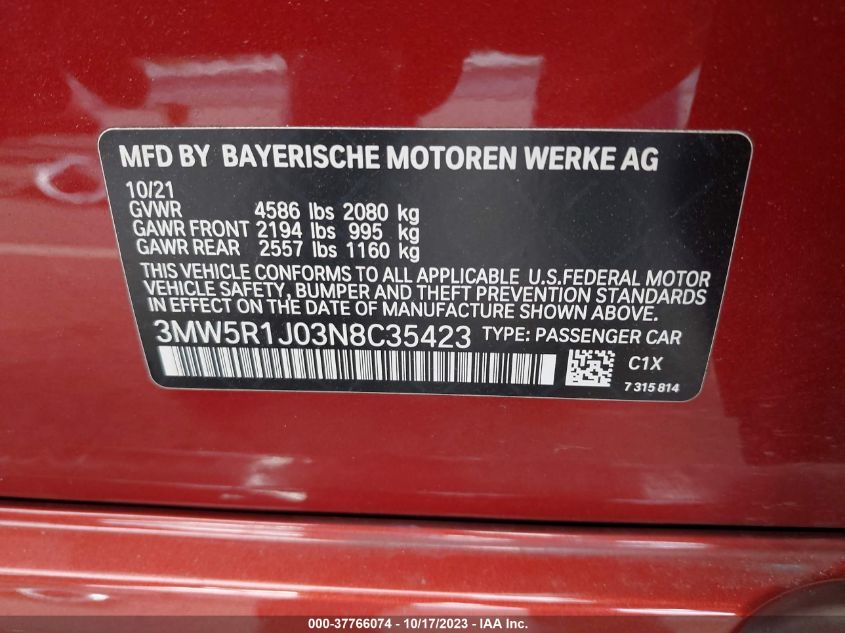 MFD BY BAYERISCHE MOTOREN WERKE AG
10/21
GVWR 4586 lbs 2080 kg
GAWR FRONT 2194 lbs 995 kg
GAWR REAR 2557 lbs 1160 kg
THIS VEHICLE CONFORMS TO ALL APPLICABLE U.S.FEDERAL MOTOR
VEHICLE SAFETY, BUMPER AND THEFT PREVENTION STANDARDS
IN EFFECT ON THE DATE OF MANUFACTURE SHOWN ABOVE.
3MW5R1J03N8C35423 TYPE: PASSENGER CAR
C1X
7 315 814
000-37766074 - 10/17/2023 - © IAA Inc.